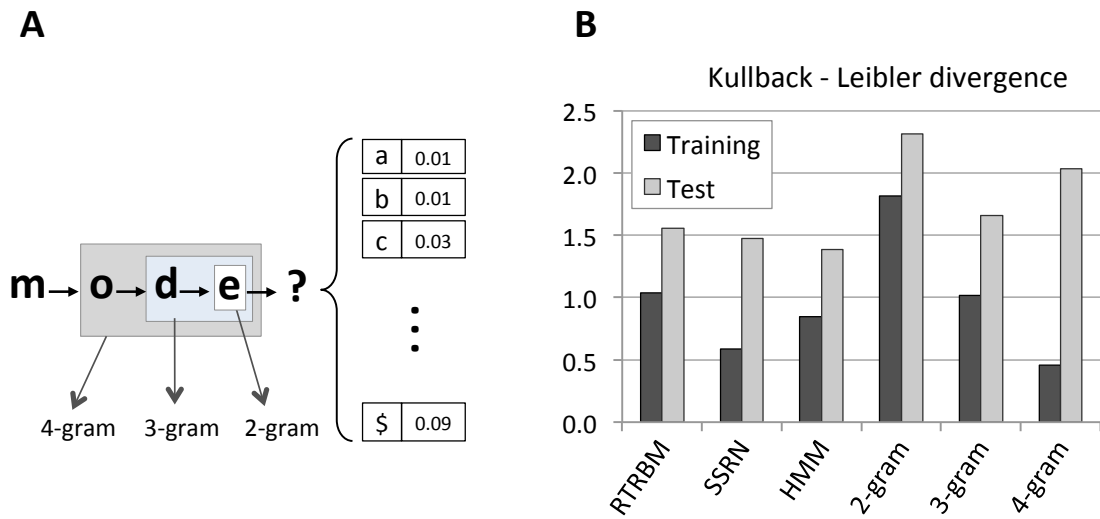 A
a 0.01
b 0.01
c 0.03
m o d e ?
$ 0.09
4-gram 3-gram 2-gram
B
Kullback - Leibler divergence
Training
Test
2.5
2.0
1.5
1.0
0.5
0.0
RTRBM
SSRN
HMM
2-gram
3-gram
4-gram